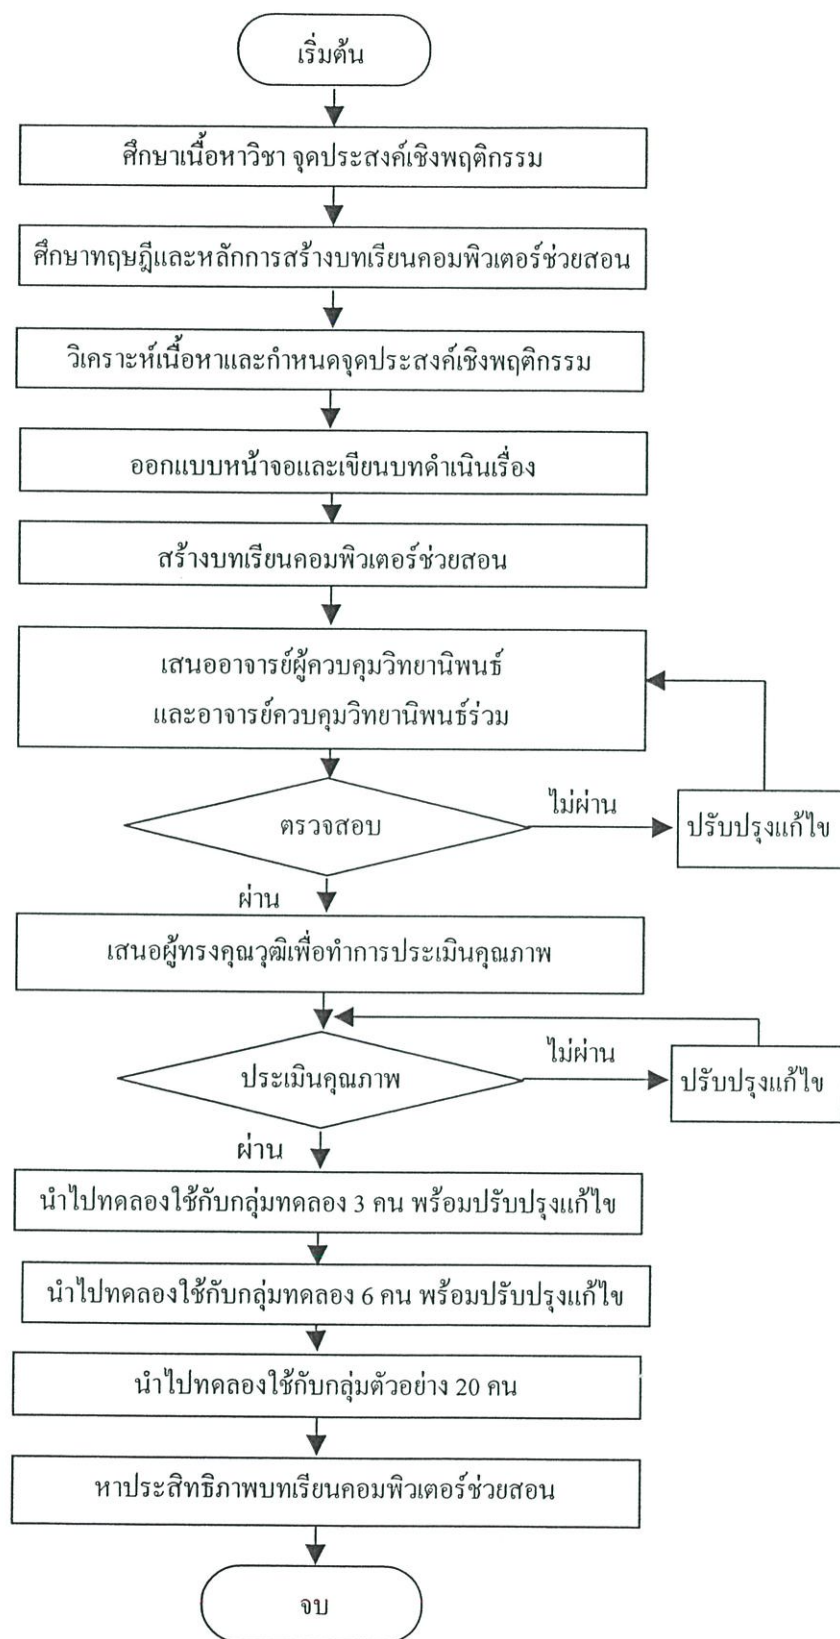 เริ่มต้น
ศึกษาเนื้อหาวิชา จุดประสงค์เชิงพฤติกรรม
ศึกษาทฤษฎีและหลักการสร้างบทเรียนคอมพิวเตอร์ช่วยสอน
วิเคราะห์เนื้อหาและกำหนดจุดประสงค์เชิงพฤติกรรม
ออกแบบหน้าจอและเขียนบทดำเนินเรื่อง
สร้างบทเรียนคอมพิวเตอร์ช่วยสอน
เสนออาจารย์ผู้ควบคุมวิทยานิพนธ์
และอาจารย์ควบคุมวิทยานิพนธ์ร่วม
ตรวจสอบ
ไม่ผ่าน
ปรับปรุงแก้ไข
ผ่าน
เสนอผู้ทรงคุณวุฒิเพื่อทำการประเมินคุณภาพ
ประเมินคุณภาพ
ไม่ผ่าน
ปรับปรุงแก้ไข
ผ่าน
นำไปทดลองใช้กับกลุ่มทดลอง 3 คน พร้อมปรับปรุงแก้ไข
นำไปทดลองใช้กับกลุ่มทดลอง 6 คน พร้อมปรับปรุงแก้ไข
นำไปทดลองใช้กับกลุ่มตัวอย่าง 20 คน
หาประสิทธิภาพบทเรียนคอมพิวเตอร์ช่วยสอน
จบ